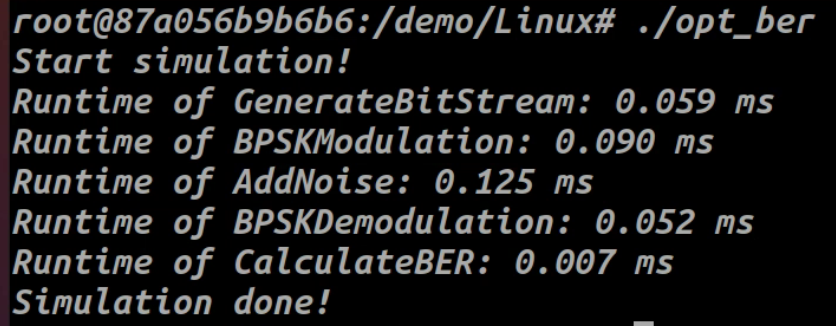 root@87a056b9b6b6:/demo/Linux# ./opt_ber
Start simulation!
Runtime of GenerateBitStream: 0.059 ms
Runtime of BPSKModulation: 0.090 ms
Runtime of AddNoise: 0.125 ms
Runtime of BPSKDemodulation: 0.052 ms
Runtime of CalculateBER: 0.007 ms
Simulation done!